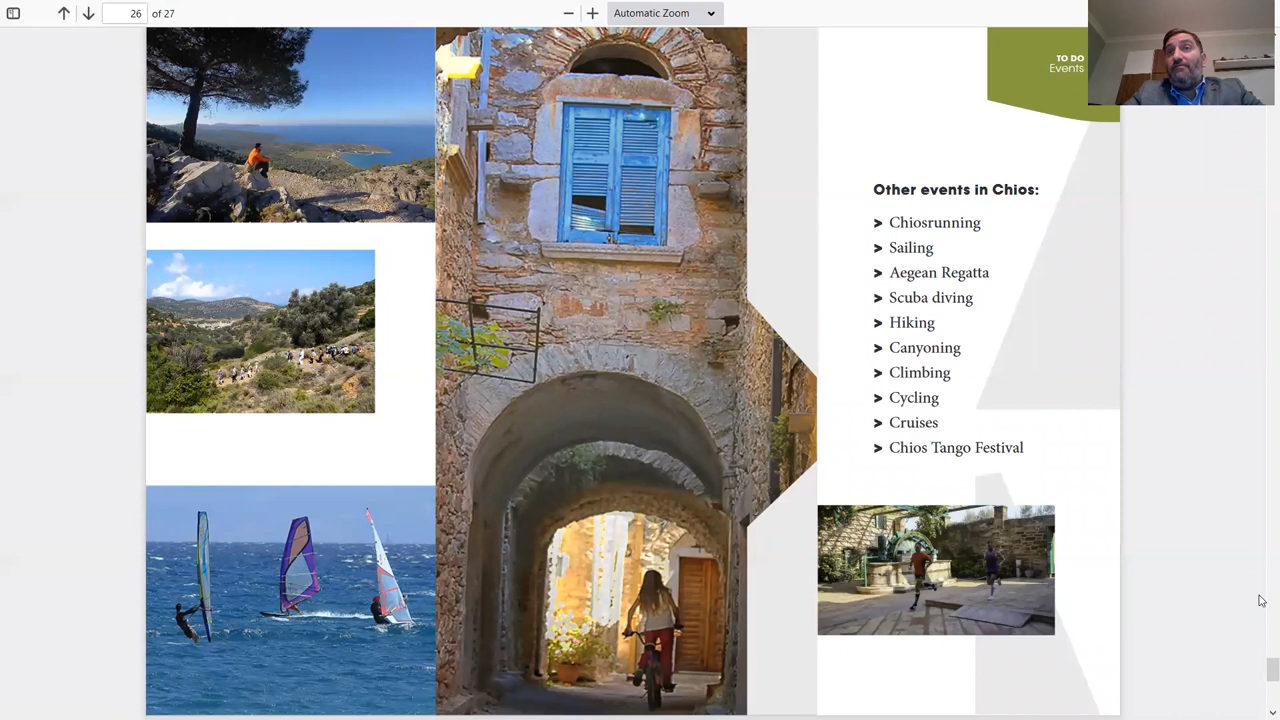 26 of 27
Automatic Zoom
TO DO
Events
Other events in Chios:
> Chiosrunning
> Sailing
> Aegean Regatta
> Scuba diving
> Hiking
> Canyoning
> Climbing
> Cycling
> Cruises
> Chios Tango Festival